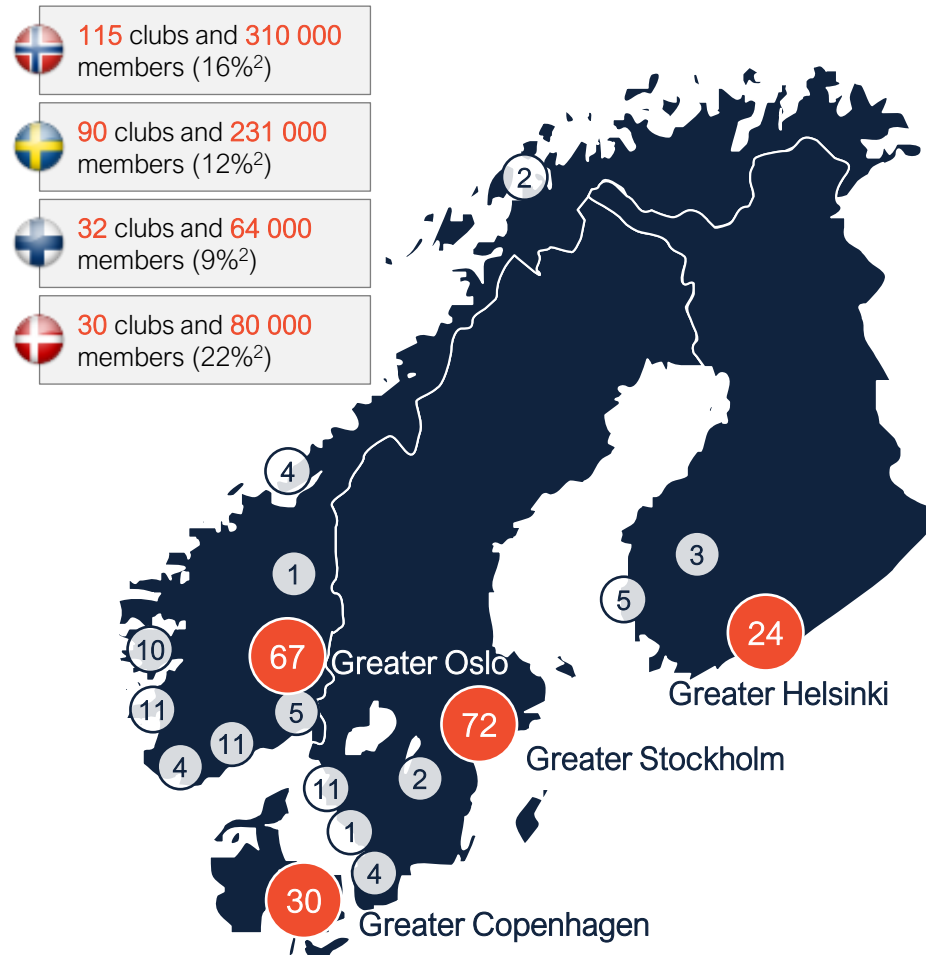 115 clubs and 310 000
members (16%²)
90 clubs and 231 000
members (12%²)
32 clubs and 64 000
members (9%²)
30 clubs and 80 000
members (22%²)
2
4
1
3
5
10
67
Greater Oslo
24
Greater Helsinki
11
5
72
Greater Stockholm
11
4
2
11
1
4
30
Greater Copenhagen